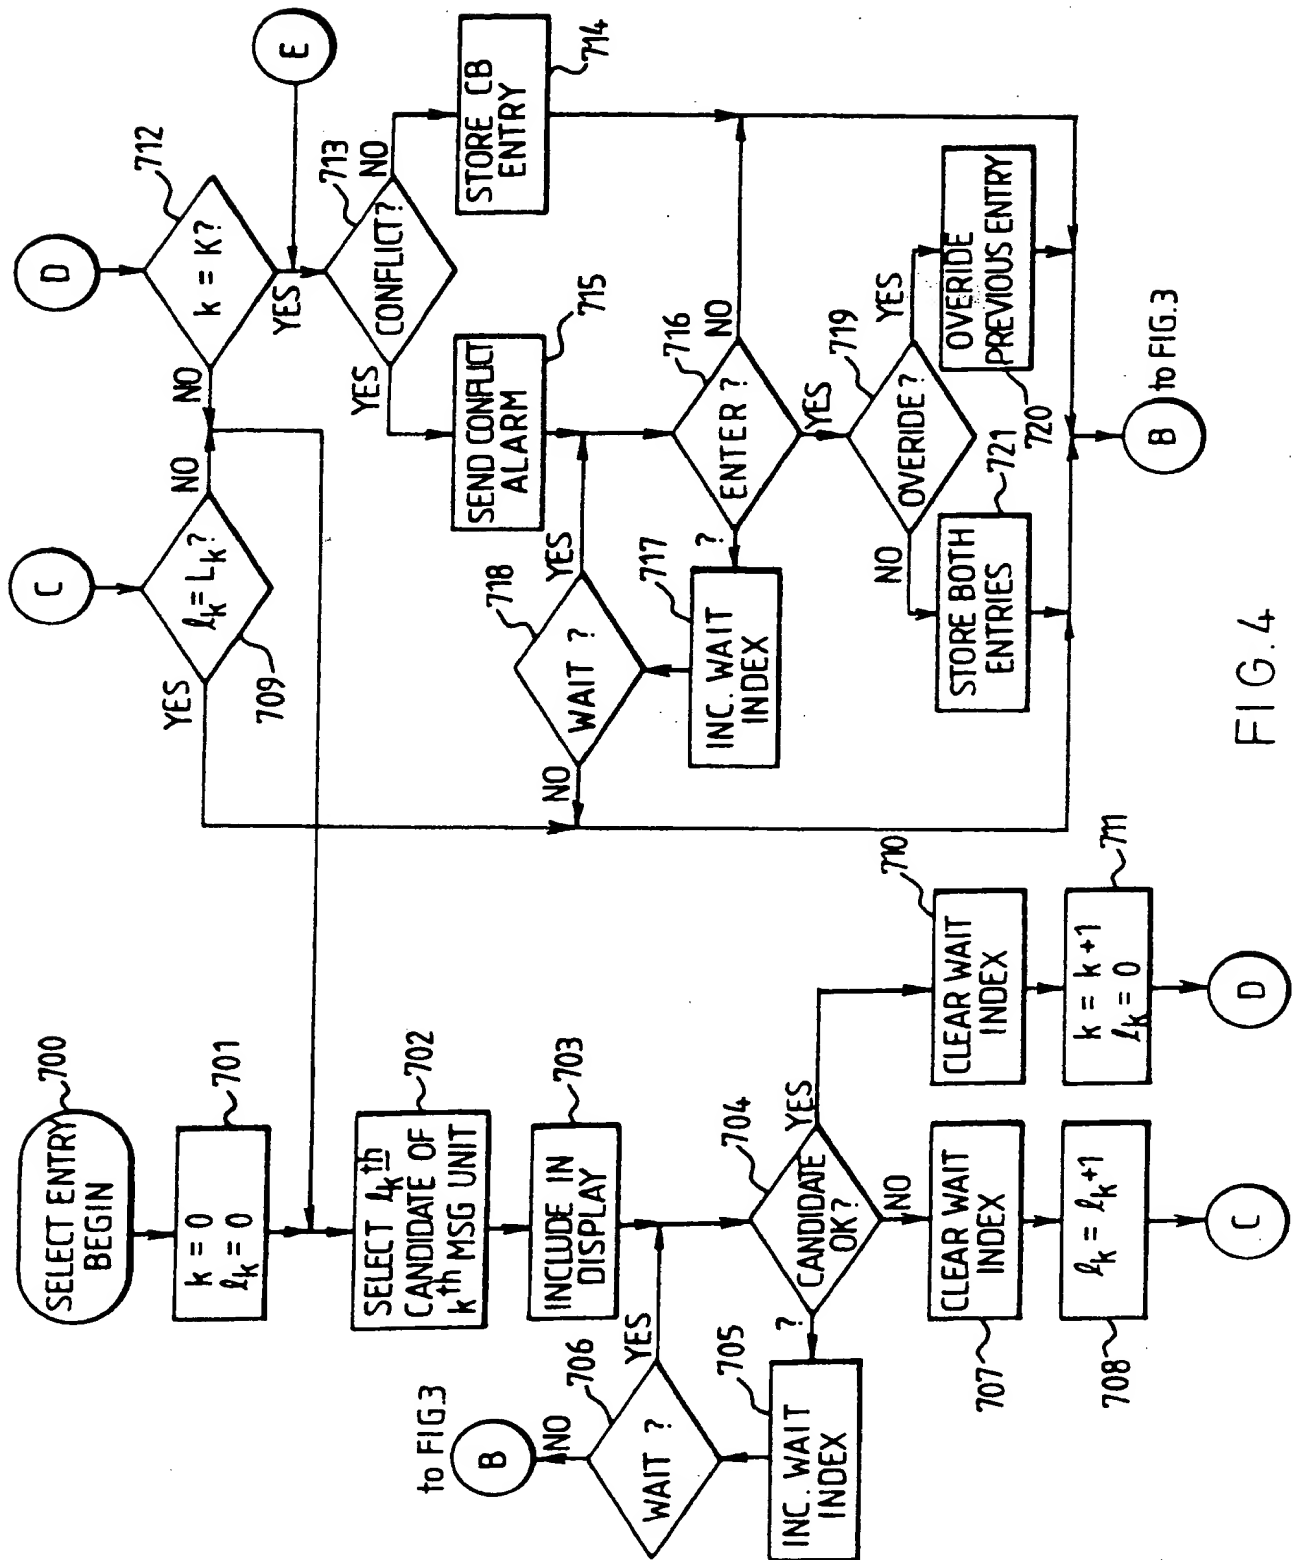 SELECT ENTRY
BEGIN
700
k = 0
ℓk = 0
701
SELECT ℓk th
CANDIDATE OF
kth MSG UNIT
702
INCLUDE IN
DISPLAY
703
CANDIDATE
OK?
704
YES
NO
?
INC. WAIT
INDEX
705
WAIT ?
706
YES
NO
B
to FIG.3
CLEAR WAIT
INDEX
707
ℓk = ℓk+1
708
C
CLEAR WAIT
INDEX
710
k = k+1
ℓk = 0
711
D
C
ℓk = Lk?
709
YES
NO
D
k = K?
712
NO
YES
E
CONFLICT?
713
YES
NO
STORE CB
ENTRY
714
SEND CONFLICT
ALARM
715
ENTER ?
716
NO
YES
?
INC. WAIT
INDEX
717
WAIT ?
718
YES
NO
OVERRIDE?
719
YES
NO
OVERRIDE
PREVIOUS ENTRY
720
STORE BOTH
ENTRIES
721
B
to FIG.3
FIG. 4